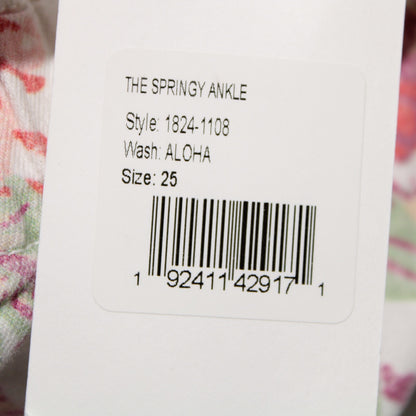 THE SPRINGY ANKLE
Style: 1824-1108
Wash: ALOHA
Size: 25
1 92411 42917 1